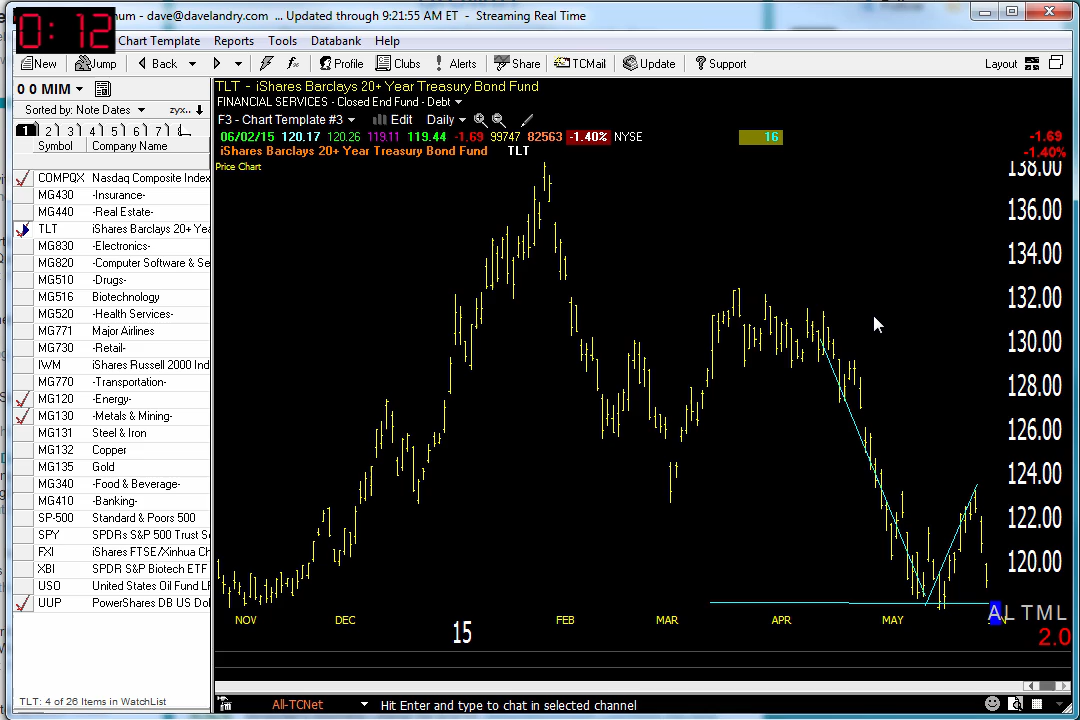 0:12
num - dave@davelandry.com ... Updated through 9:21:55 AM ET - Streaming Real Time
Chart Template Reports Tools Databank Help
New Jump Back Profile Clubs Alerts Share TCMail Update Support Layout
0 0 MIM
Sorted by: Note Dates zyx..
1 2 3 4 5 6 7
Symbol Company Name
COMPQX Nasdaq Composite Index
MG430 -Insurance-
MG440 -Real Estate-
TLT iShares Barclays 20+ Yea
MG830 -Electronics-
MG820 -Computer Software & Se
MG510 -Drugs-
MG516 Biotechnology
MG520 -Health Services-
MG771 Major Airlines
MG730 -Retail-
IWM iShares Russell 2000 Ind
MG770 -Transportation-
MG120 -Energy-
MG130 -Metals & Mining-
MG131 Steel & Iron
MG132 Copper
MG135 Gold
MG340 -Food & Beverage-
MG410 -Banking-
SP-500 Standard & Poors 500
SPY SPDRs S&P 500 Trust S
FXI iShares FTSE/Xinhua Ch
XBI SPDR S&P Biotech ETF
USO United States Oil Fund LF
UUP PowerShares DB US Dol
TLT: 4 of 26 Items in WatchList
TLT - iShares Barclays 20+ Year Treasury Bond Fund
FINANCIAL SERVICES - Closed End Fund - Debt
F3 - Chart Template #3 Edit Daily
06/02/15 120.17 120.26 119.11 119.44 -1.69 99747 82563 -1.40% NYSE 16 -1.69
-1.40%
iShares Barclays 20+ Year Treasury Bond Fund TLT
Price Chart
138.00
136.00
134.00
132.00
130.00
128.00
126.00
124.00
122.00
120.00
A L T M L
2.0
NOV DEC 15 FEB MAR APR MAY
All-TCNet Hit Enter and type to chat in selected channel